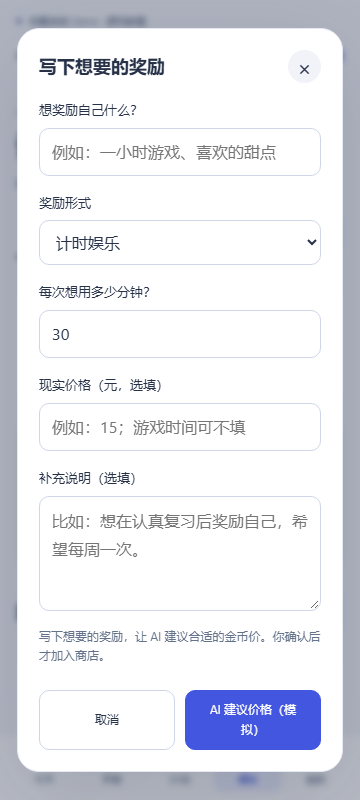 写下想要的奖励
×
想奖励自己什么？
例如：一小时游戏、喜欢的甜点
奖励形式
计时娱乐
每次想用多少分钟？
30
现实价格（元，选填）
例如：15；游戏时间可不填
补充说明（选填）
比如：想在认真复习后奖励自己，希
望每周一次。
写下想要的奖励，让 AI 建议合适的金币价。你确认后
才加入商店。
取消
AI 建议价格（模
拟）